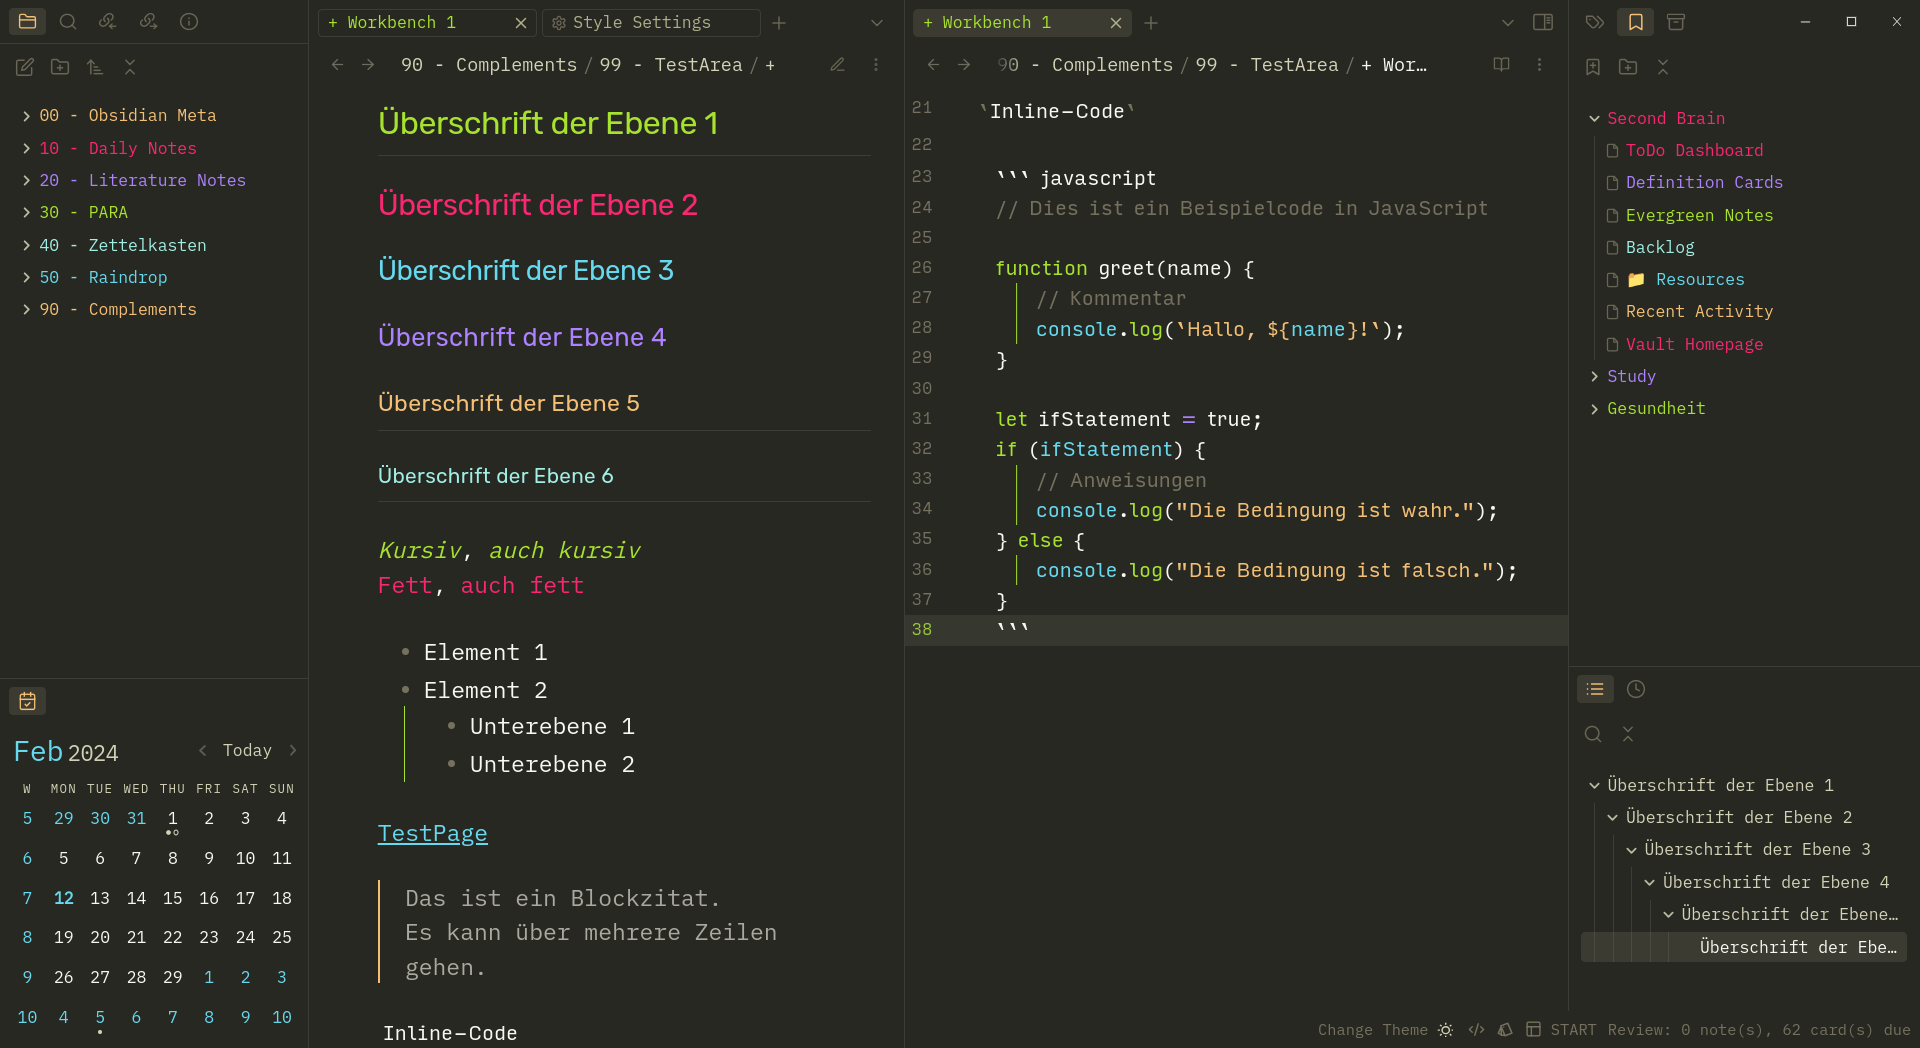 00 - Obsidian Meta
10 - Daily Notes
20 - Literature Notes
30 - PARA
40 - Zettelkasten
50 - Raindrop
90 - Complements
Feb 2024
Today
W MON TUE WED THU FRI SAT SUN
5 29 30 31 1 2 3 4
6 5 6 7 8 9 10 11
7 12 13 14 15 16 17 18
8 19 20 21 22 23 24 25
9 26 27 28 29 1 2 3
10 4 5 6 7 8 9 10
+ Workbench 1
Style Settings
90 - Complements / 99 - TestArea / +
Überschrift der Ebene 1
Überschrift der Ebene 2
Überschrift der Ebene 3
Überschrift der Ebene 4
Überschrift der Ebene 5
Überschrift der Ebene 6
Kursiv, auch kursiv
Fett, auch fett
Element 1
Element 2
Unterebene 1
Unterebene 2
TestPage
Das ist ein Blockzitat.
Es kann über mehrere Zeilen
gehen.
Inline-Code
+ Workbench 1
90 - Complements / 99 - TestArea / + Wor…
21 `Inline-Code`
22
23 ``` javascript
24 // Dies ist ein Beispielcode in JavaScript
25
26 function greet(name) {
27 // Kommentar
28 console.log(`Hallo, ${name}!`);
29 }
30
31 let ifStatement = true;
32 if (ifStatement) {
33 // Anweisungen
34 console.log("Die Bedingung ist wahr.");
35 } else {
36 console.log("Die Bedingung ist falsch.");
37 }
38 ```
Second Brain
ToDo Dashboard
Definition Cards
Evergreen Notes
Backlog
📁 Resources
Recent Activity
Vault Homepage
Study
Gesundheit
Überschrift der Ebene 1
Überschrift der Ebene 2
Überschrift der Ebene 3
Überschrift der Ebene 4
Überschrift der Ebene…
Überschrift der Ebe…
Change Theme START Review: 0 note(s), 62 card(s) due